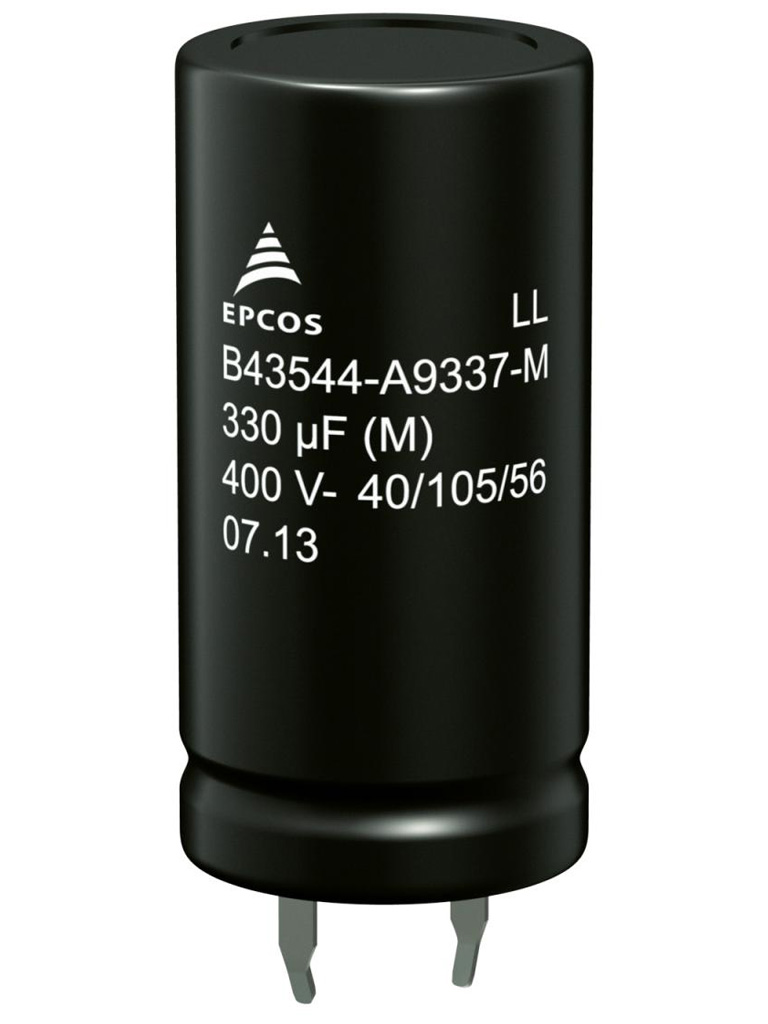 EPCOS LL
B43544-A9337-M
330 µF (M)
400 V- 40/105/56
07.13